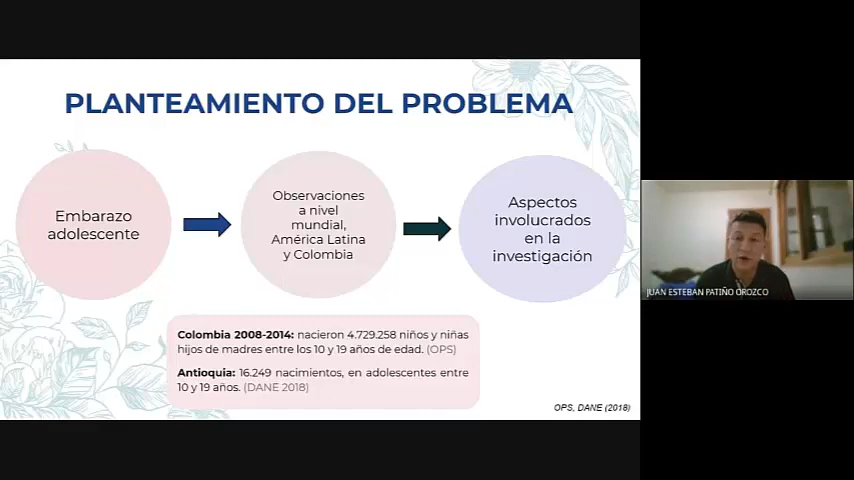 PLANTEAMIENTO DEL PROBLEMA
Embarazo
adolescente
Observaciones
a nivel
mundial,
América Latina
y Colombia
Aspectos
involucrados
en la
investigación
Colombia 2008-2014: nacieron 4.729.258 niños y niñas
hijos de madres entre los 10 y 19 años de edad. (OPS)
Antioquia: 16.249 nacimientos, en adolescentes entre
10 y 19 años. (DANE 2018)
OPS, DANE (2018)
JUAN ESTEBAN PATIÑO OROZCO